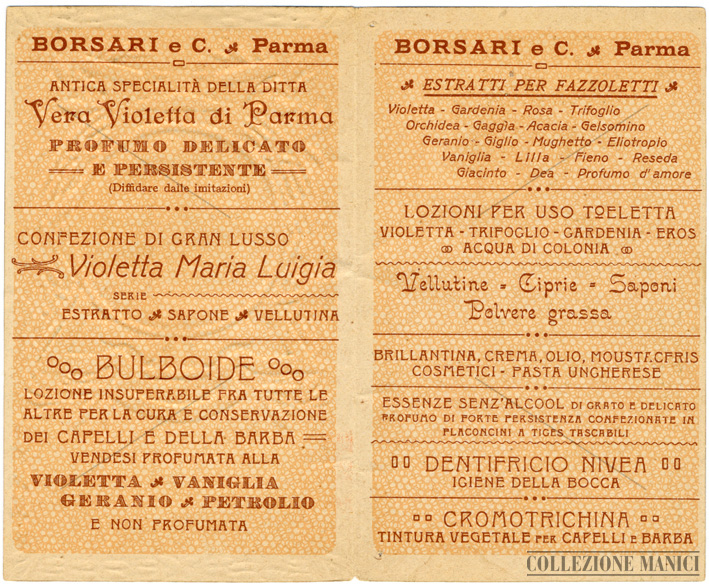 BORSARI e C. Parma
ANTICA SPECIALITÀ DELLA DITTA
Vera Violetta di Parma
PROFUMO DELICATO
E PERSISTENTE
(Diffidare dalle imitazioni)
CONFEZIONE DI GRAN LUSSO
Violetta Maria Luigia
SERIE
ESTRATTO SAPONE VELLUTINA
BULBOIDE
LOZIONE INSUPERABILE FRA TUTTE LE
ALTRE PER LA CURA E CONSERVAZIONE
DEI CAPELLI E DELLA BARBA
VENDESI PROFUMATA ALLA
VIOLETTA VANIGLIA
GERANIO PETROLIO
E NON PROFUMATA
BORSARI e C. Parma
ESTRATTI PER FAZZOLETTI
Violetta - Gardenia - Rosa - Trifoglio
Orchidea - Gaggìa - Acacia - Gelsomino
Geranio - Giglio - Mughetto - Eliotropio
Vaniglia - Lilla - Fieno - Reseda
Giacinto - Dea - Profumo d'amore
LOZIONI PER USO TOELETTA
VIOLETTA - TRIFOGLIO - GARDENIA - EROS
ACQUA DI COLONIA
Vellutine - Ciprie - Saponi
Polvere grassa
BRILLANTINA, CREMA, OLIO,
COSMETICI - PASTA UNGHERESE
ESSENZE SENZ'ALCOOL DI GRATO E DELICATO
PROFUMO DI FORTE PERSISTENZA CONFEZIONATE IN
FLACONCINI A TIGES TASCABILI
DENTIFRICIO NIVEA
IGIENE DELLA BOCCA
CROMOTRICHINA
TINTURA VEGETALE PER CAPELLI E BARBA
COLLEZIONE MANICI